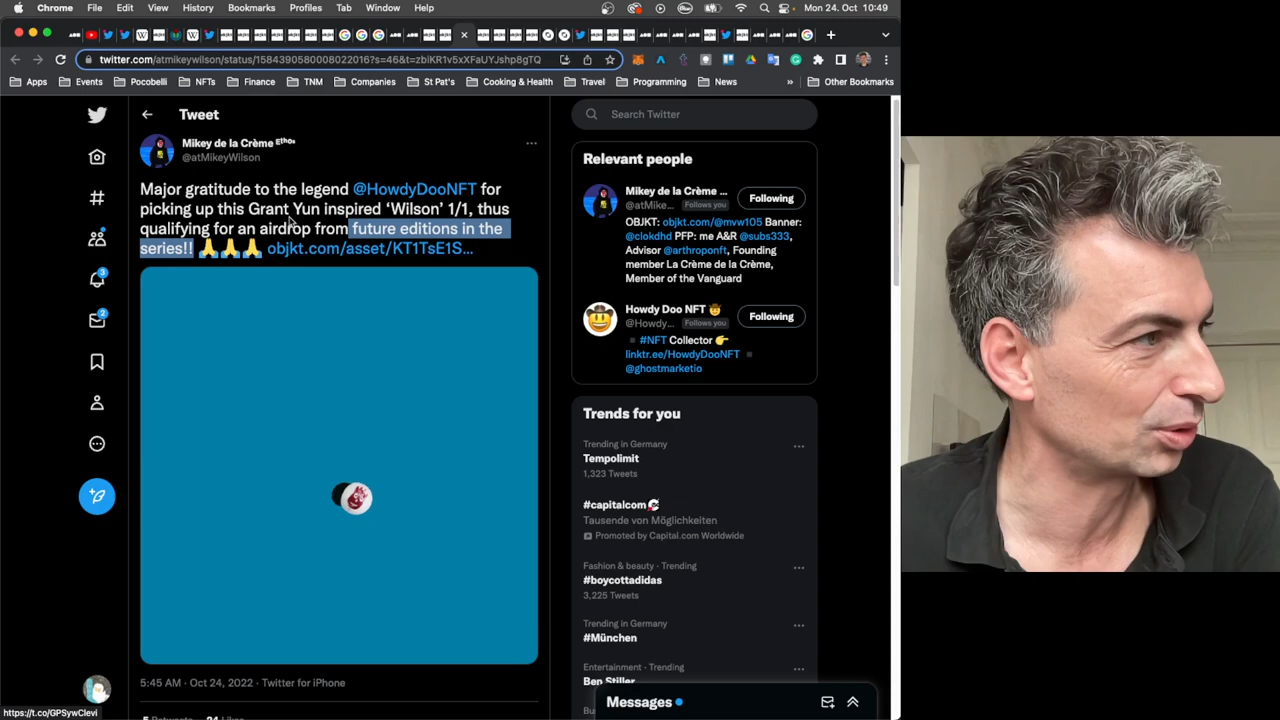 Chrome File Edit View History Bookmarks Profiles Tab Window Help Mon 24. Oct 10:49
twitter.com/atmikeywilson/status/1584390580008022016?s=46&t=zbiKR1v5xXFaUYJshp8gTQ
Apps Events Pocobelli NFTs Finance TNM Companies St Pat's Cooking & Health Travel Programming News » Other Bookmarks
Tweet
Mikey de la Crème Ethos
@atMikeyWilson
Major gratitude to the legend @HowdyDooNFT for
picking up this Grant Yun inspired ‘Wilson’ 1/1, thus
qualifying for an airdrop from future editions in the
series!! 🙏🙏🙏 objkt.com/asset/KT1TsE1S...
5:45 AM · Oct 24, 2022 · Twitter for iPhone
Search Twitter
Relevant people
Mikey de la Crème ...
@atMike... Follows you
Following
OBJKT: objkt.com/@mvw105 Banner:
@clokdhd PFP: me A&R @subs333,
Advisor @arthroponft, Founding
member La Crème de la Crème,
Member of the Vanguard
Howdy Doo NFT 🤠
@Howdy... Follows you
Following
#NFT Collector 👉
linktr.ee/HowdyDooNFT
@ghostmarketio
Trends for you
Trending in Germany
Tempolimit
1,323 Tweets
#capitalcom
Tausende von Möglichkeiten
Promoted by Capital.com Worldwide
Fashion & beauty · Trending
#boycottadidas
3,225 Tweets
Trending in Germany
#München
Entertainment · Trending
Ben Stiller
Messages
https://t.co/GPSywClevi